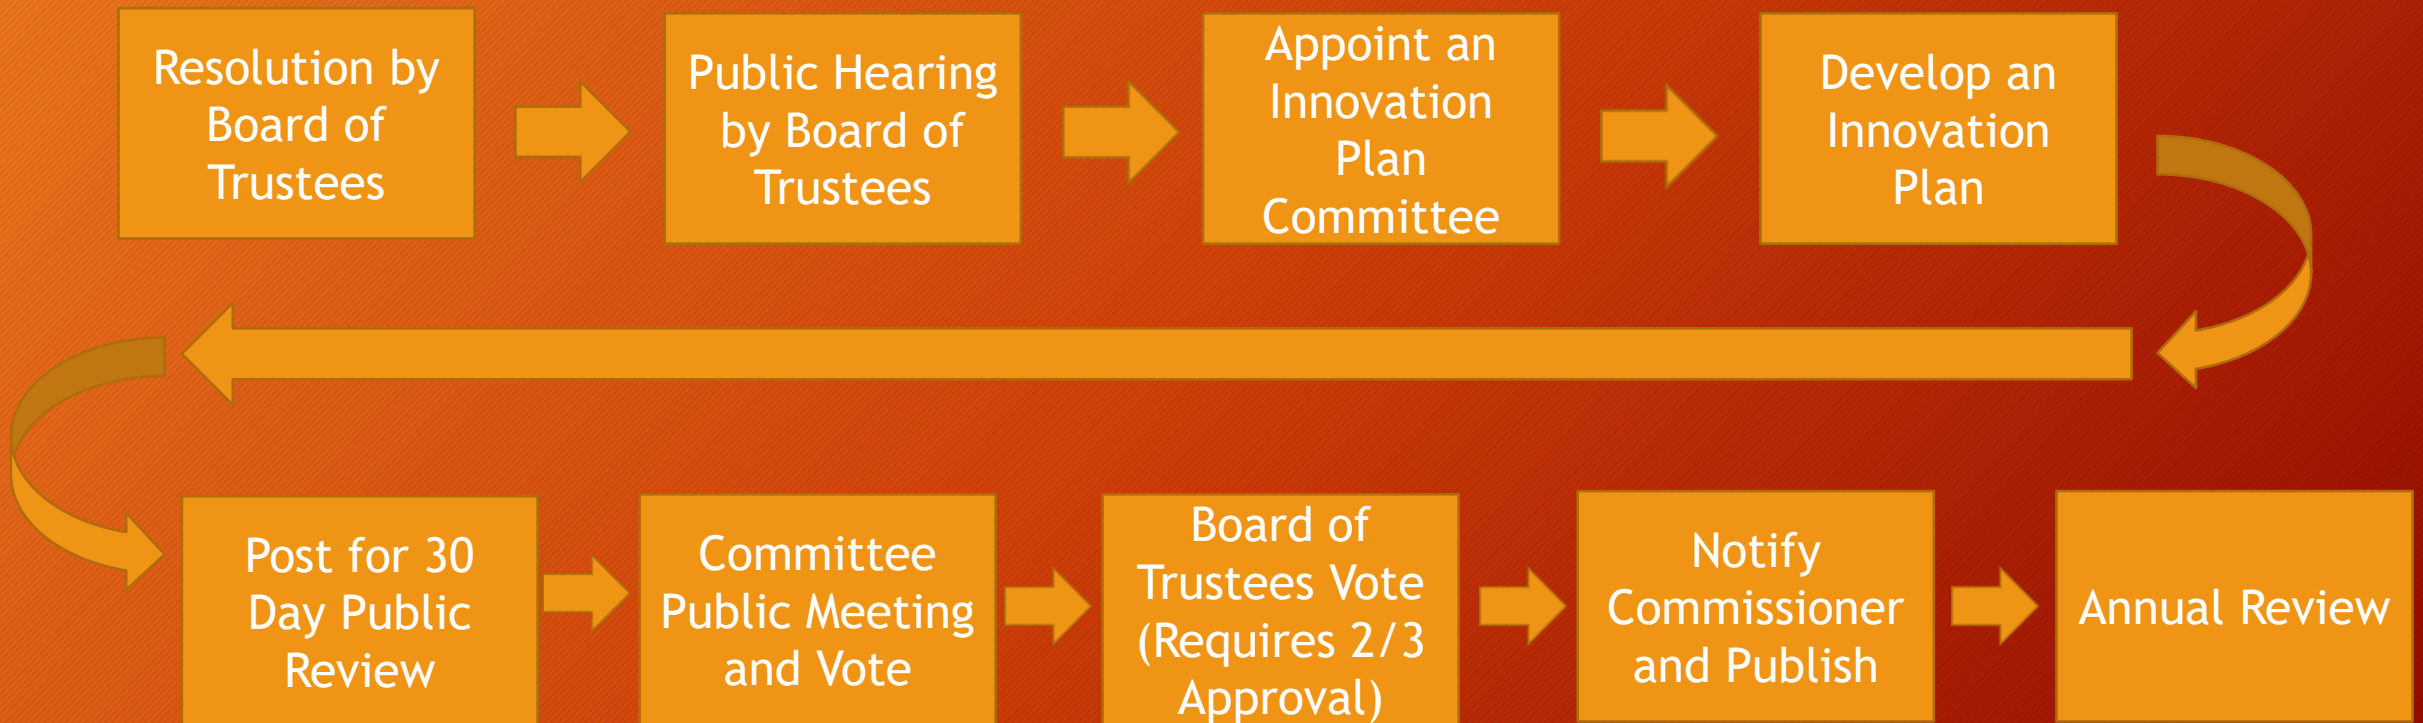 Resolution by
Board of
Trustees
Public Hearing
by Board of
Trustees
Appoint an
Innovation
Plan
Committee
Develop an
Innovation
Plan
Post for 30
Day Public
Review
Committee
Public Meeting
and Vote
Board of
Trustees Vote
(Requires 2/3
Approval)
Notify
Commissioner
and Publish
Annual Review